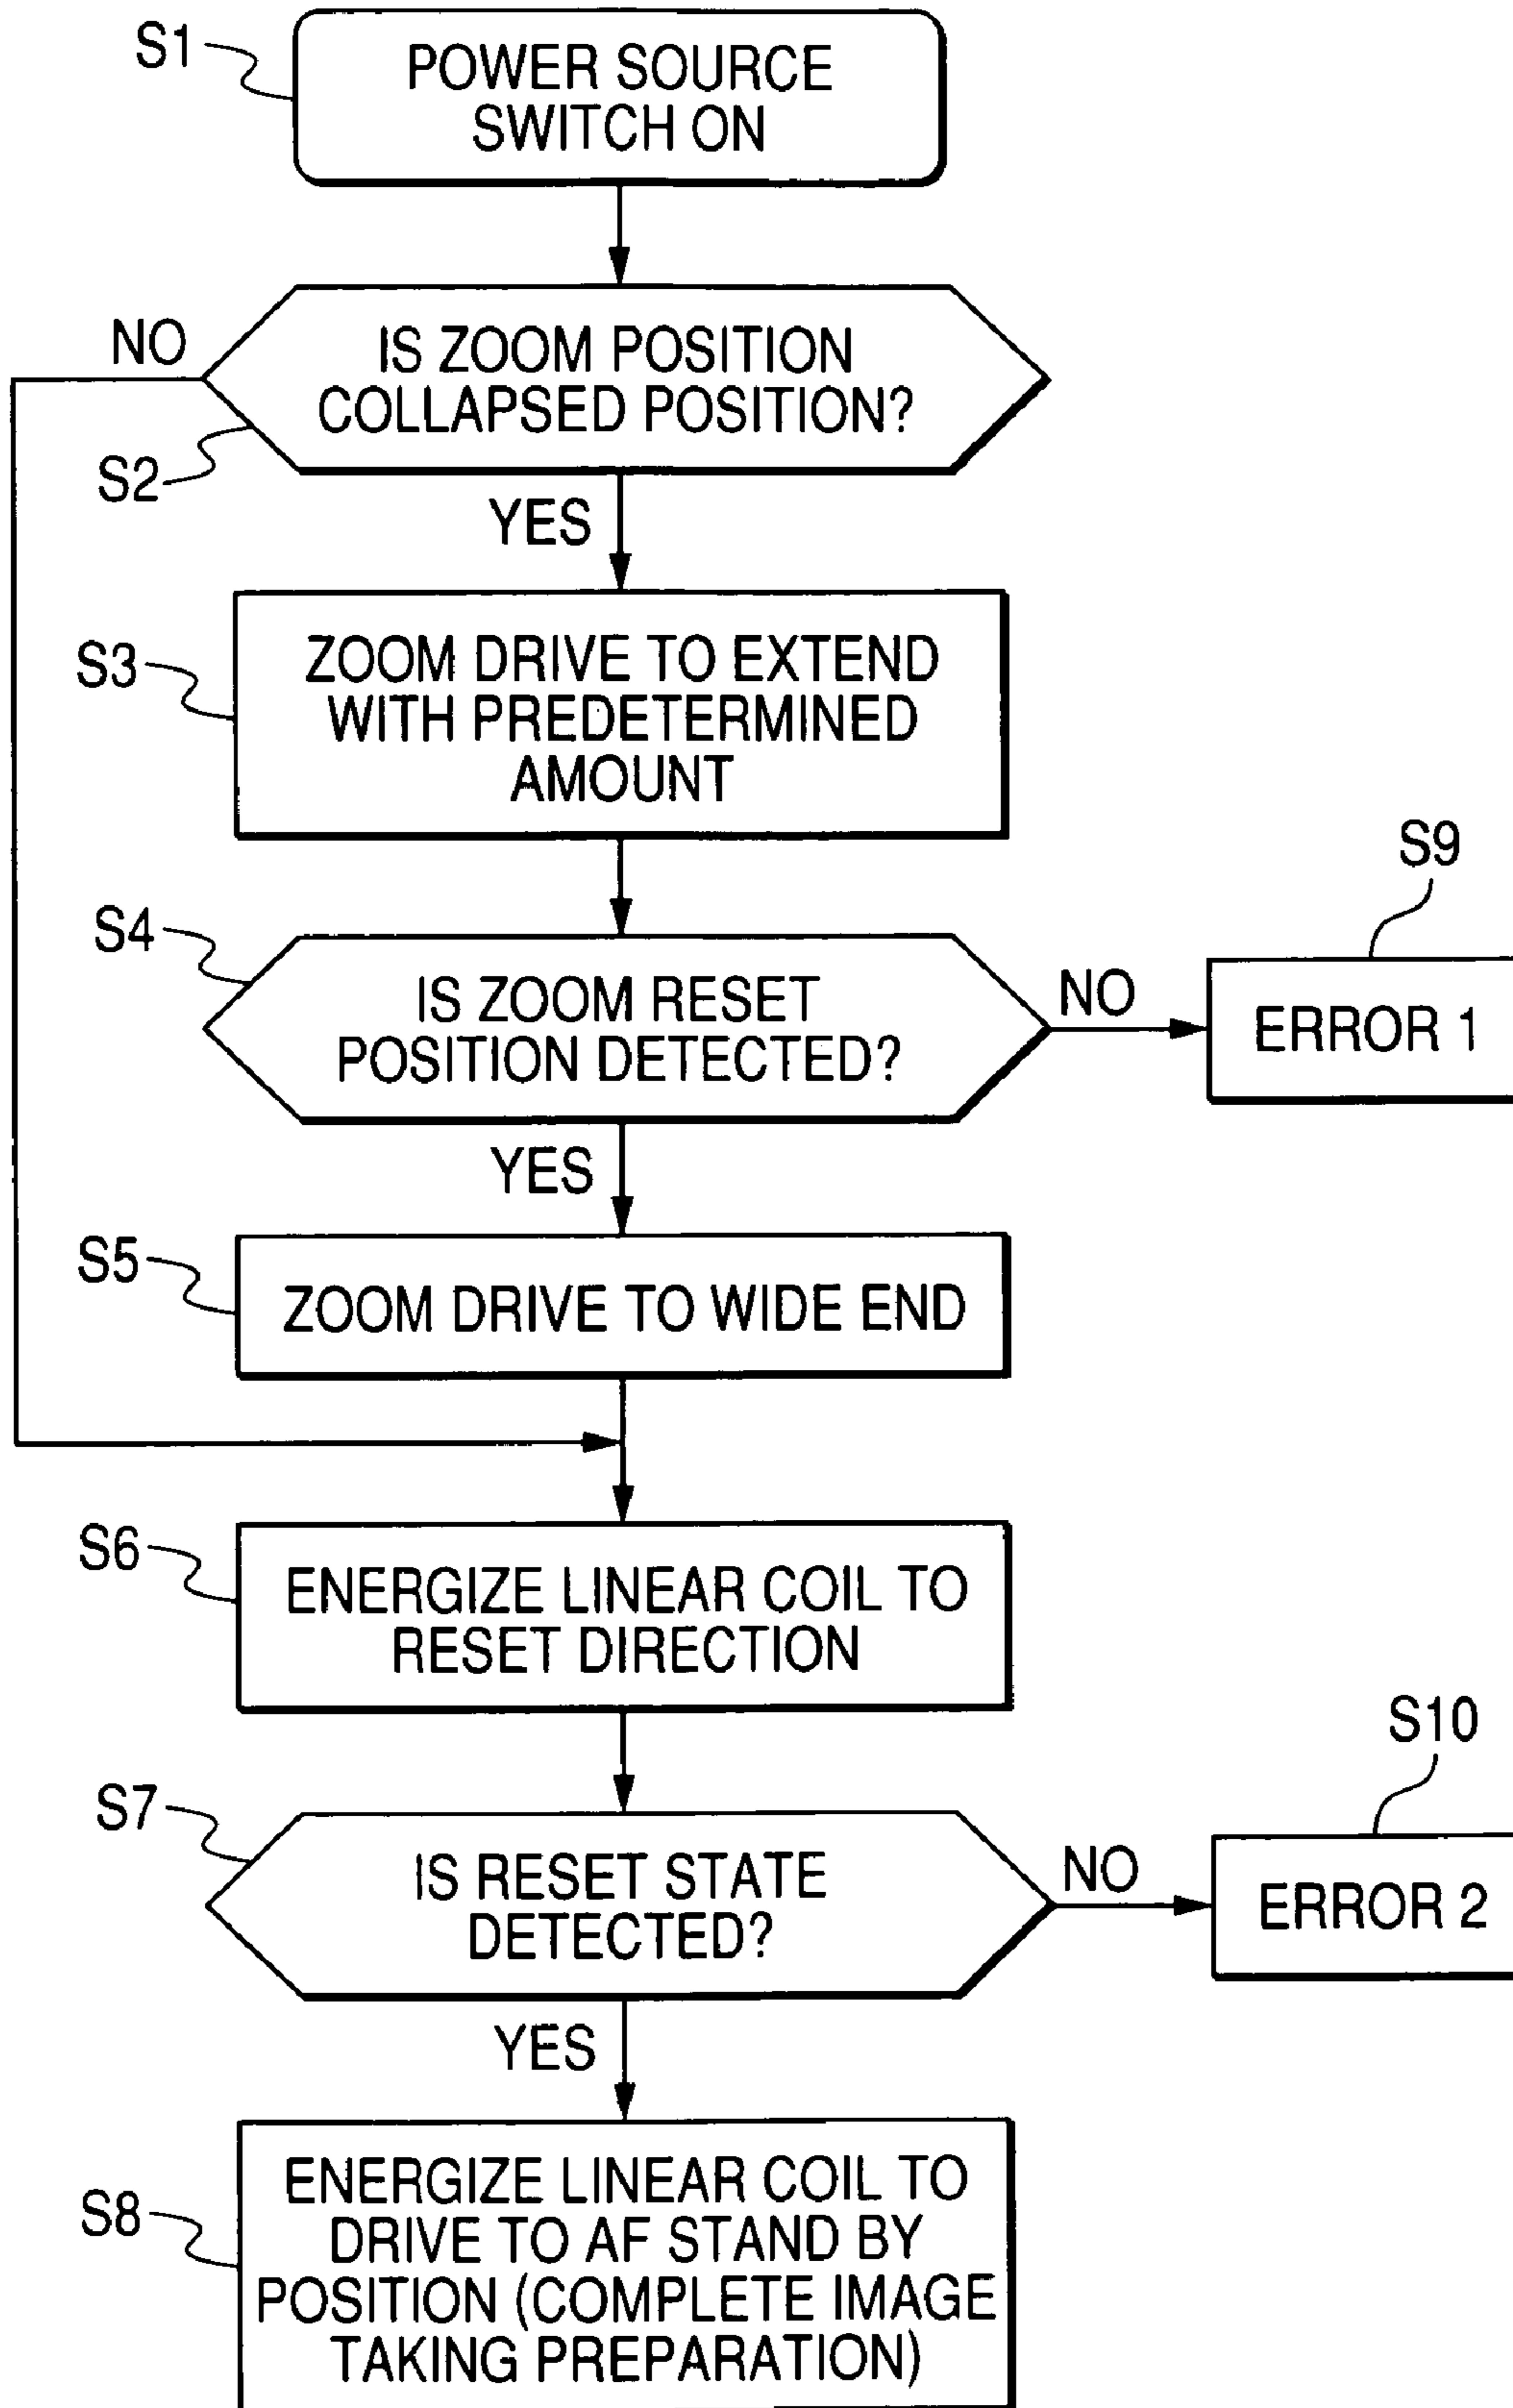 S1
POWER SOURCE
SWITCH ON
NO
IS ZOOM POSITION
COLLAPSED POSITION?
S2
YES
S3
ZOOM DRIVE TO EXTEND
WITH PREDETERMINED
AMOUNT
S9
S4
IS ZOOM RESET
POSITION DETECTED?
NO
ERROR 1
YES
S5
ZOOM DRIVE TO WIDE END
S6
ENERGIZE LINEAR COIL TO
RESET DIRECTION
S10
S7
IS RESET STATE
DETECTED?
NO
ERROR 2
YES
S8
ENERGIZE LINEAR COIL TO
DRIVE TO AF STAND BY
POSITION (COMPLETE IMAGE
TAKING PREPARATION)